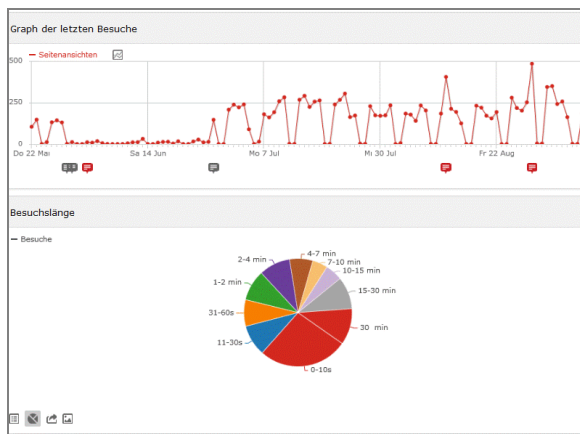 Graph der letzten Besuche
Seitenansichten
500
250
0
Do 22 Mai
Sa 14 Jun
Mo 7 Jul
Mi 30 Jul
Fr 22 Aug
Besuchslänge
Besuche
4-7 min
2-4 min
7-10 min
10-15 min
1-2 min
15-30 min
31-60s
30 min
11-30s
0-10s